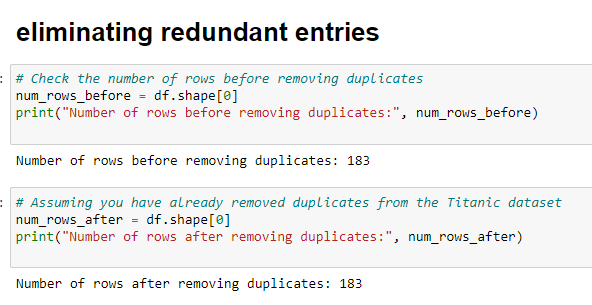 eliminating redundant entries
: # Check the number of rows before removing duplicates
num_rows_before = df.shape[0]
print("Number of rows before removing duplicates:", num_rows_before)
Number of rows before removing duplicates: 183
: # Assuming you have already removed duplicates from the Titanic dataset
num_rows_after = df.shape[0]
print("Number of rows after removing duplicates:", num_rows_after)
Number of rows after removing duplicates: 183